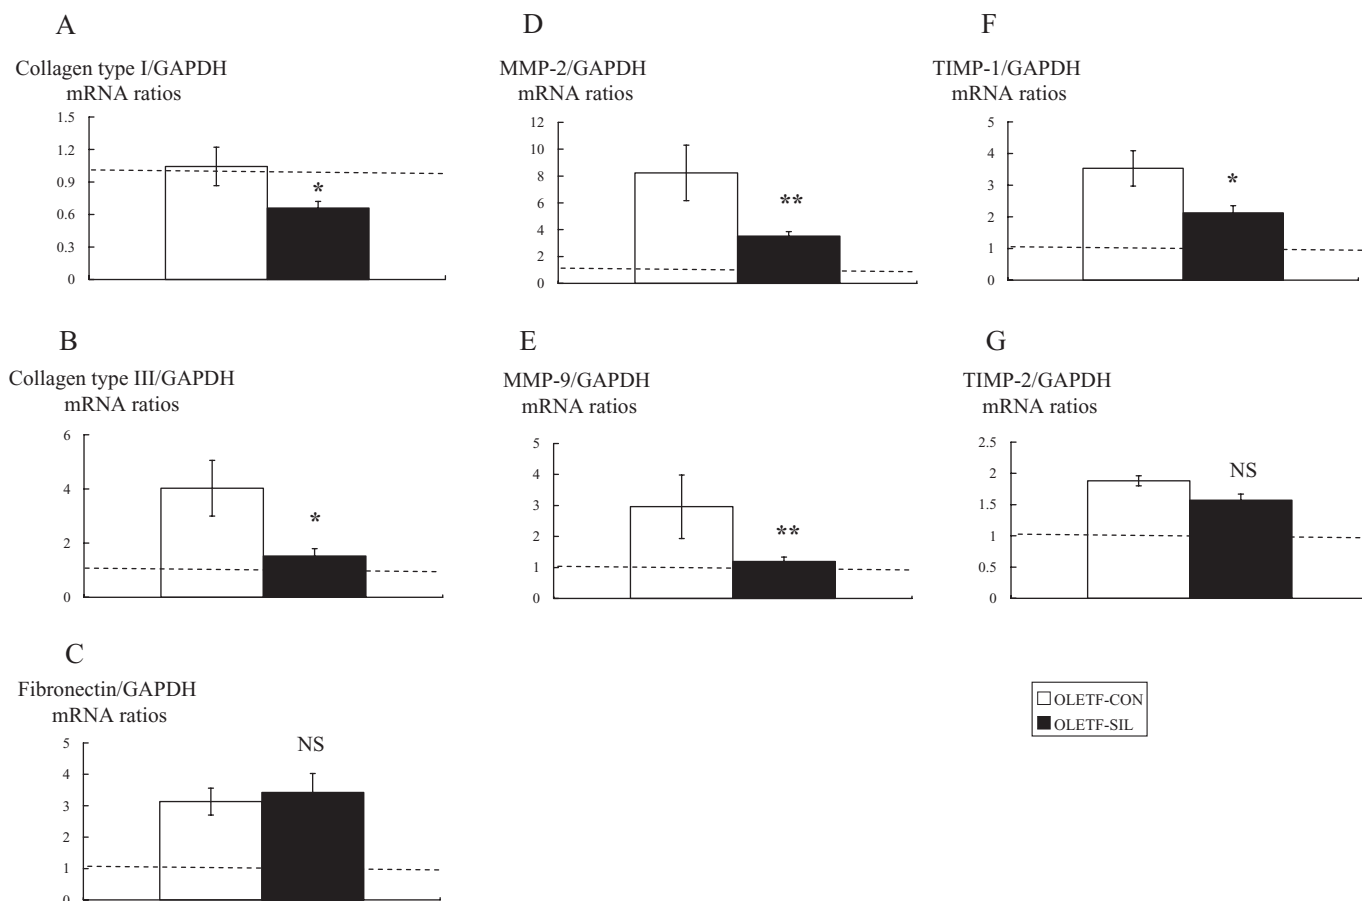 A
Collagen type I/GAPDH
mRNA ratios
1.5
1.2
0.9
0.6
0.3
0
*
D
MMP-2/GAPDH
mRNA ratios
12
10
8
6
4
2
0
**
F
TIMP-1/GAPDH
mRNA ratios
5
4
3
2
1
0
*
B
Collagen type III/GAPDH
mRNA ratios
6
4
2
0
*
E
MMP-9/GAPDH
mRNA ratios
5
4
3
2
1
0
**
G
TIMP-2/GAPDH
mRNA ratios
2.5
2
1.5
1
0.5
0
NS
C
Fibronectin/GAPDH
mRNA ratios
5
4
3
2
1
0
NS
OLETF-CON
OLETF-SIL